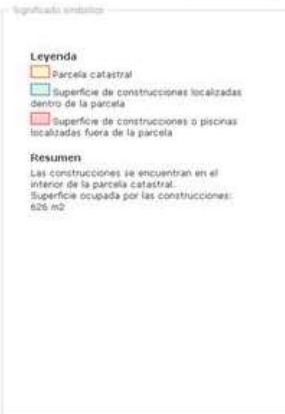 Significado simbólico
Leyenda
Parcela catastral
Superficie de construcciones localizadas
dentro de la parcela
Superficie de construcciones o piscinas
localizadas fuera de la parcela
Resumen
Las construcciones se encuentran en el
interior de la parcela catastral.
Superficie ocupada por las construcciones:
626 m2